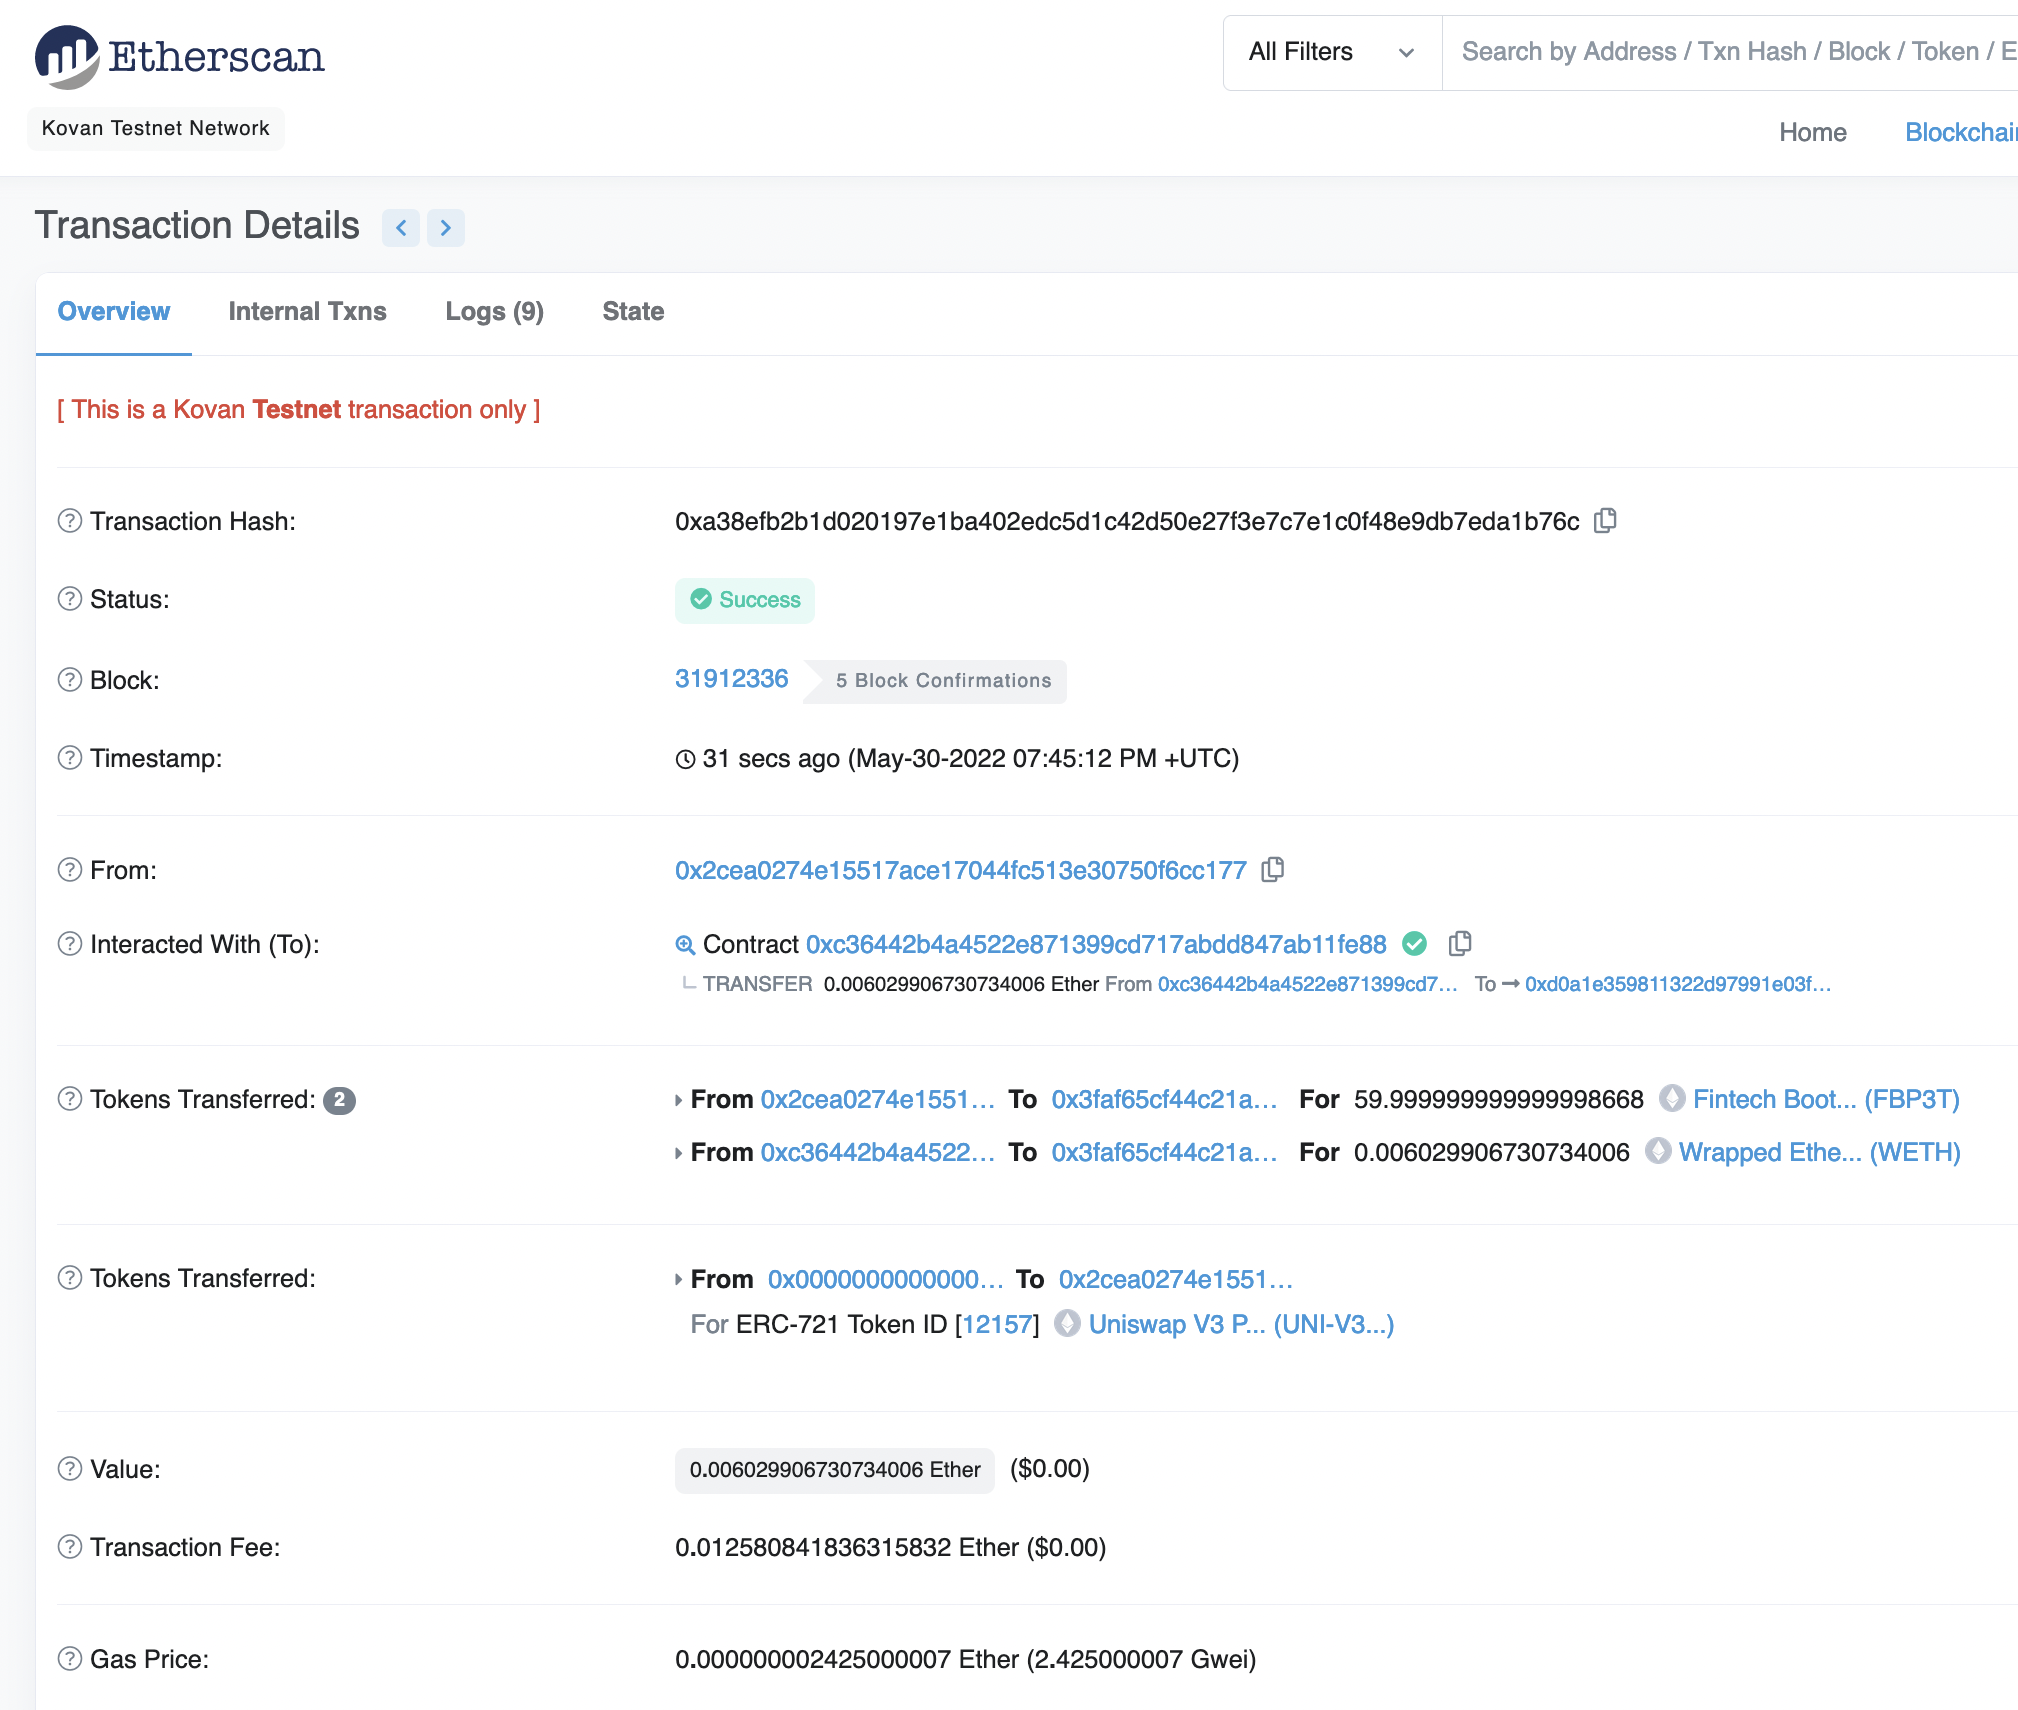 Etherscan
All Filters
Search by Address / Txn Hash / Block / Token / E
Kovan Testnet Network
Home Blockchain
Transaction Details
Overview Internal Txns Logs (9) State
[ This is a Kovan Testnet transaction only ]
Transaction Hash: 0xa38efb2b1d020197e1ba402edc5d1c42d50e27f3e7c7e1c0f48e9db7eda1b76c
Status: Success
Block: 31912336 5 Block Confirmations
Timestamp: 31 secs ago (May-30-2022 07:45:12 PM +UTC)
From: 0x2cea0274e15517ace17044fc513e30750f6cc177
Interacted With (To): Contract 0xc36442b4a4522e871399cd717abdd847ab11fe88
TRANSFER 0.006029906730734006 Ether From 0xc36442b4a4522e871399cd7... To → 0xd0a1e359811322d97991e03f...
Tokens Transferred: 2 From 0x2cea0274e1551... To 0x3faf65cf44c21a... For 59.999999999999998668 Fintech Boot... (FBP3T)
From 0xc36442b4a4522... To 0x3faf65cf44c21a... For 0.006029906730734006 Wrapped Ethe... (WETH)
Tokens Transferred: From 0x0000000000000... To 0x2cea0274e1551...
For ERC-721 Token ID [12157] Uniswap V3 P... (UNI-V3...)
Value: 0.006029906730734006 Ether ($0.00)
Transaction Fee: 0.012580841836315832 Ether ($0.00)
Gas Price: 0.000000002425000007 Ether (2.425000007 Gwei)